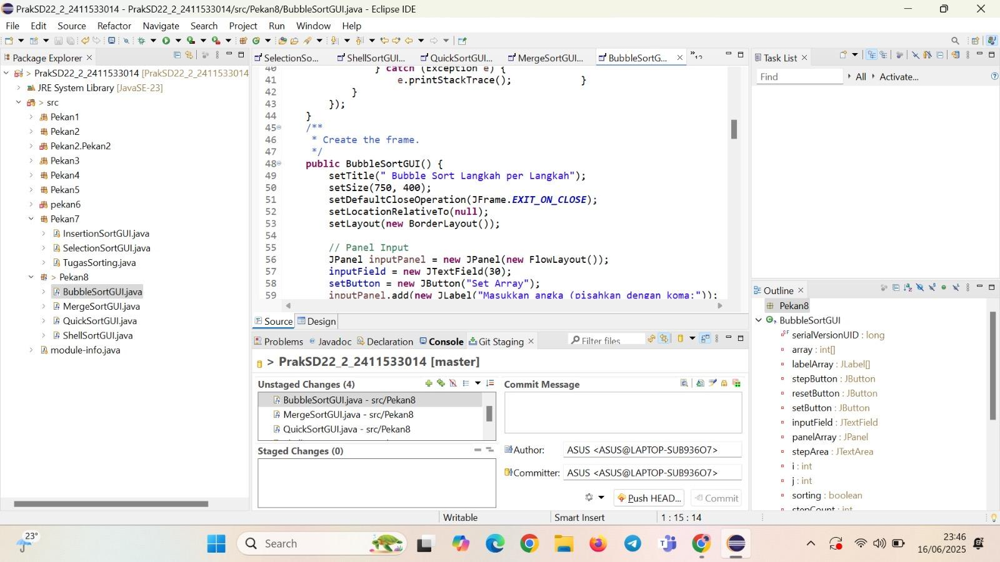 PrakSD22_2_2411533014 - PrakSD22_2_2411533014/src/Pekan8/BubbleSortGUI.java - Eclipse IDE
File Edit Source Refactor Navigate Search Project Run Window Help
Package Explorer
> PrakSD22_2_2411533014 [PrakSD22_2_2411533014
JRE System Library [JavaSE-23]
> src
Pekan1
Pekan2
Pekan2.Pekan2
Pekan3
Pekan4
Pekan5
pekan6
Pekan7
InsertionSortGUI.java
SelectionSortGUI.java
TugasSorting.java
> Pekan8
BubbleSortGUI.java
MergeSortGUI.java
QuickSortGUI.java
ShellSortGUI.java
module-info.java
SelectionSo... ShellSortGUI... QuickSortGUI... MergeSortGUI... BubbleSortG... »12
40 } catch (Exception e) {
41 e.printStackTrace(); }
42 }
43 });
44 }
45 /**
46 * Create the frame.
47 */
48 public BubbleSortGUI() {
49 setTitle(" Bubble Sort Langkah per Langkah");
50 setSize(750, 400);
51 setDefaultCloseOperation(JFrame.EXIT_ON_CLOSE);
52 setLocationRelativeTo(null);
53 setLayout(new BorderLayout());
54
55 // Panel Input
56 JPanel inputPanel = new JPanel(new FlowLayout());
57 inputField = new JTextField(30);
58 setButton = new JButton("Set Array");
59 inputPanel.add(new JLabel("Masukkan angka (pisahkan dengan koma:"));
Source Design
Problems Javadoc Declaration Console Git Staging
Filter files
> PrakSD22_2_2411533014 [master]
Unstaged Changes (4)
BubbleSortGUI.java - src/Pekan8
MergeSortGUI.java - src/Pekan8
QuickSortGUI.java - src/Pekan8
Staged Changes (0)
Commit Message
Author: ASUS <ASUS@LAPTOP-SUB936O7>
Committer: ASUS <ASUS@LAPTOP-SUB936O7>
Push HEAD... Commit
Task List
Find All Activate...
Outline
Pekan8
BubbleSortGUI
serialVersionUID : long
array : int[]
labelArray : JLabel[]
stepButton : JButton
resetButton : JButton
setButton : JButton
inputField : JTextField
panelArray : JPanel
stepArea : JTextArea
i : int
j : int
sorting : boolean
stepCount : int
Writable Smart Insert 1 : 15 : 14
23°
Search
23:46
16/06/2025